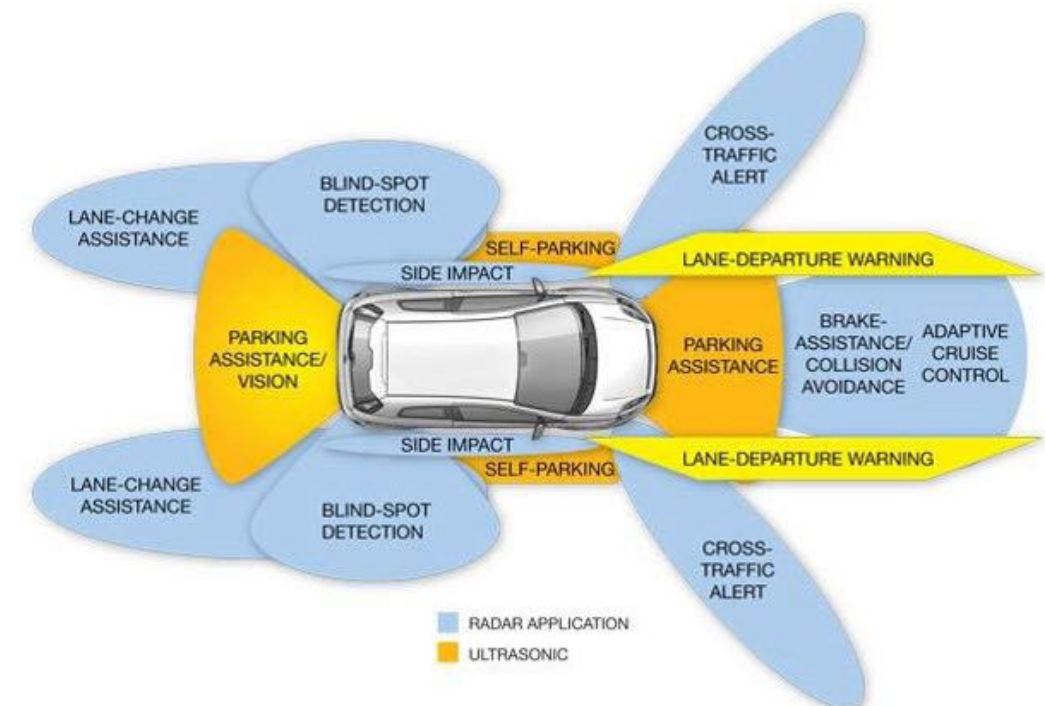 CROSS-
TRAFFIC
ALERT
BLIND-SPOT
DETECTION
LANE-CHANGE
ASSISTANCE
SELF-PARKING
SIDE IMPACT
LANE-DEPARTURE WARNING
PARKING
ASSISTANCE/
VISION
PARKING
ASSISTANCE
BRAKE-
ASSISTANCE/
COLLISION
AVOIDANCE
ADAPTIVE
CRUISE
CONTROL
SIDE IMPACT
SELF-PARKING
LANE-DEPARTURE WARNING
LANE-CHANGE
ASSISTANCE
BLIND-SPOT
DETECTION
CROSS-
TRAFFIC
ALERT
RADAR APPLICATION
ULTRASONIC